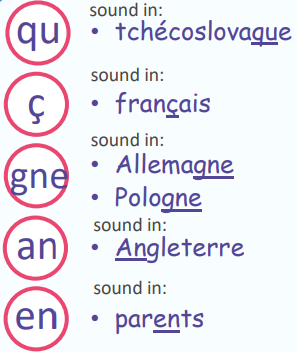 qu
sound in:
• tchécoslovaque
ç
sound in:
• français
gne
sound in:
• Allemagne
• Pologne
an
sound in:
• Angleterre
en
sound in:
• parents